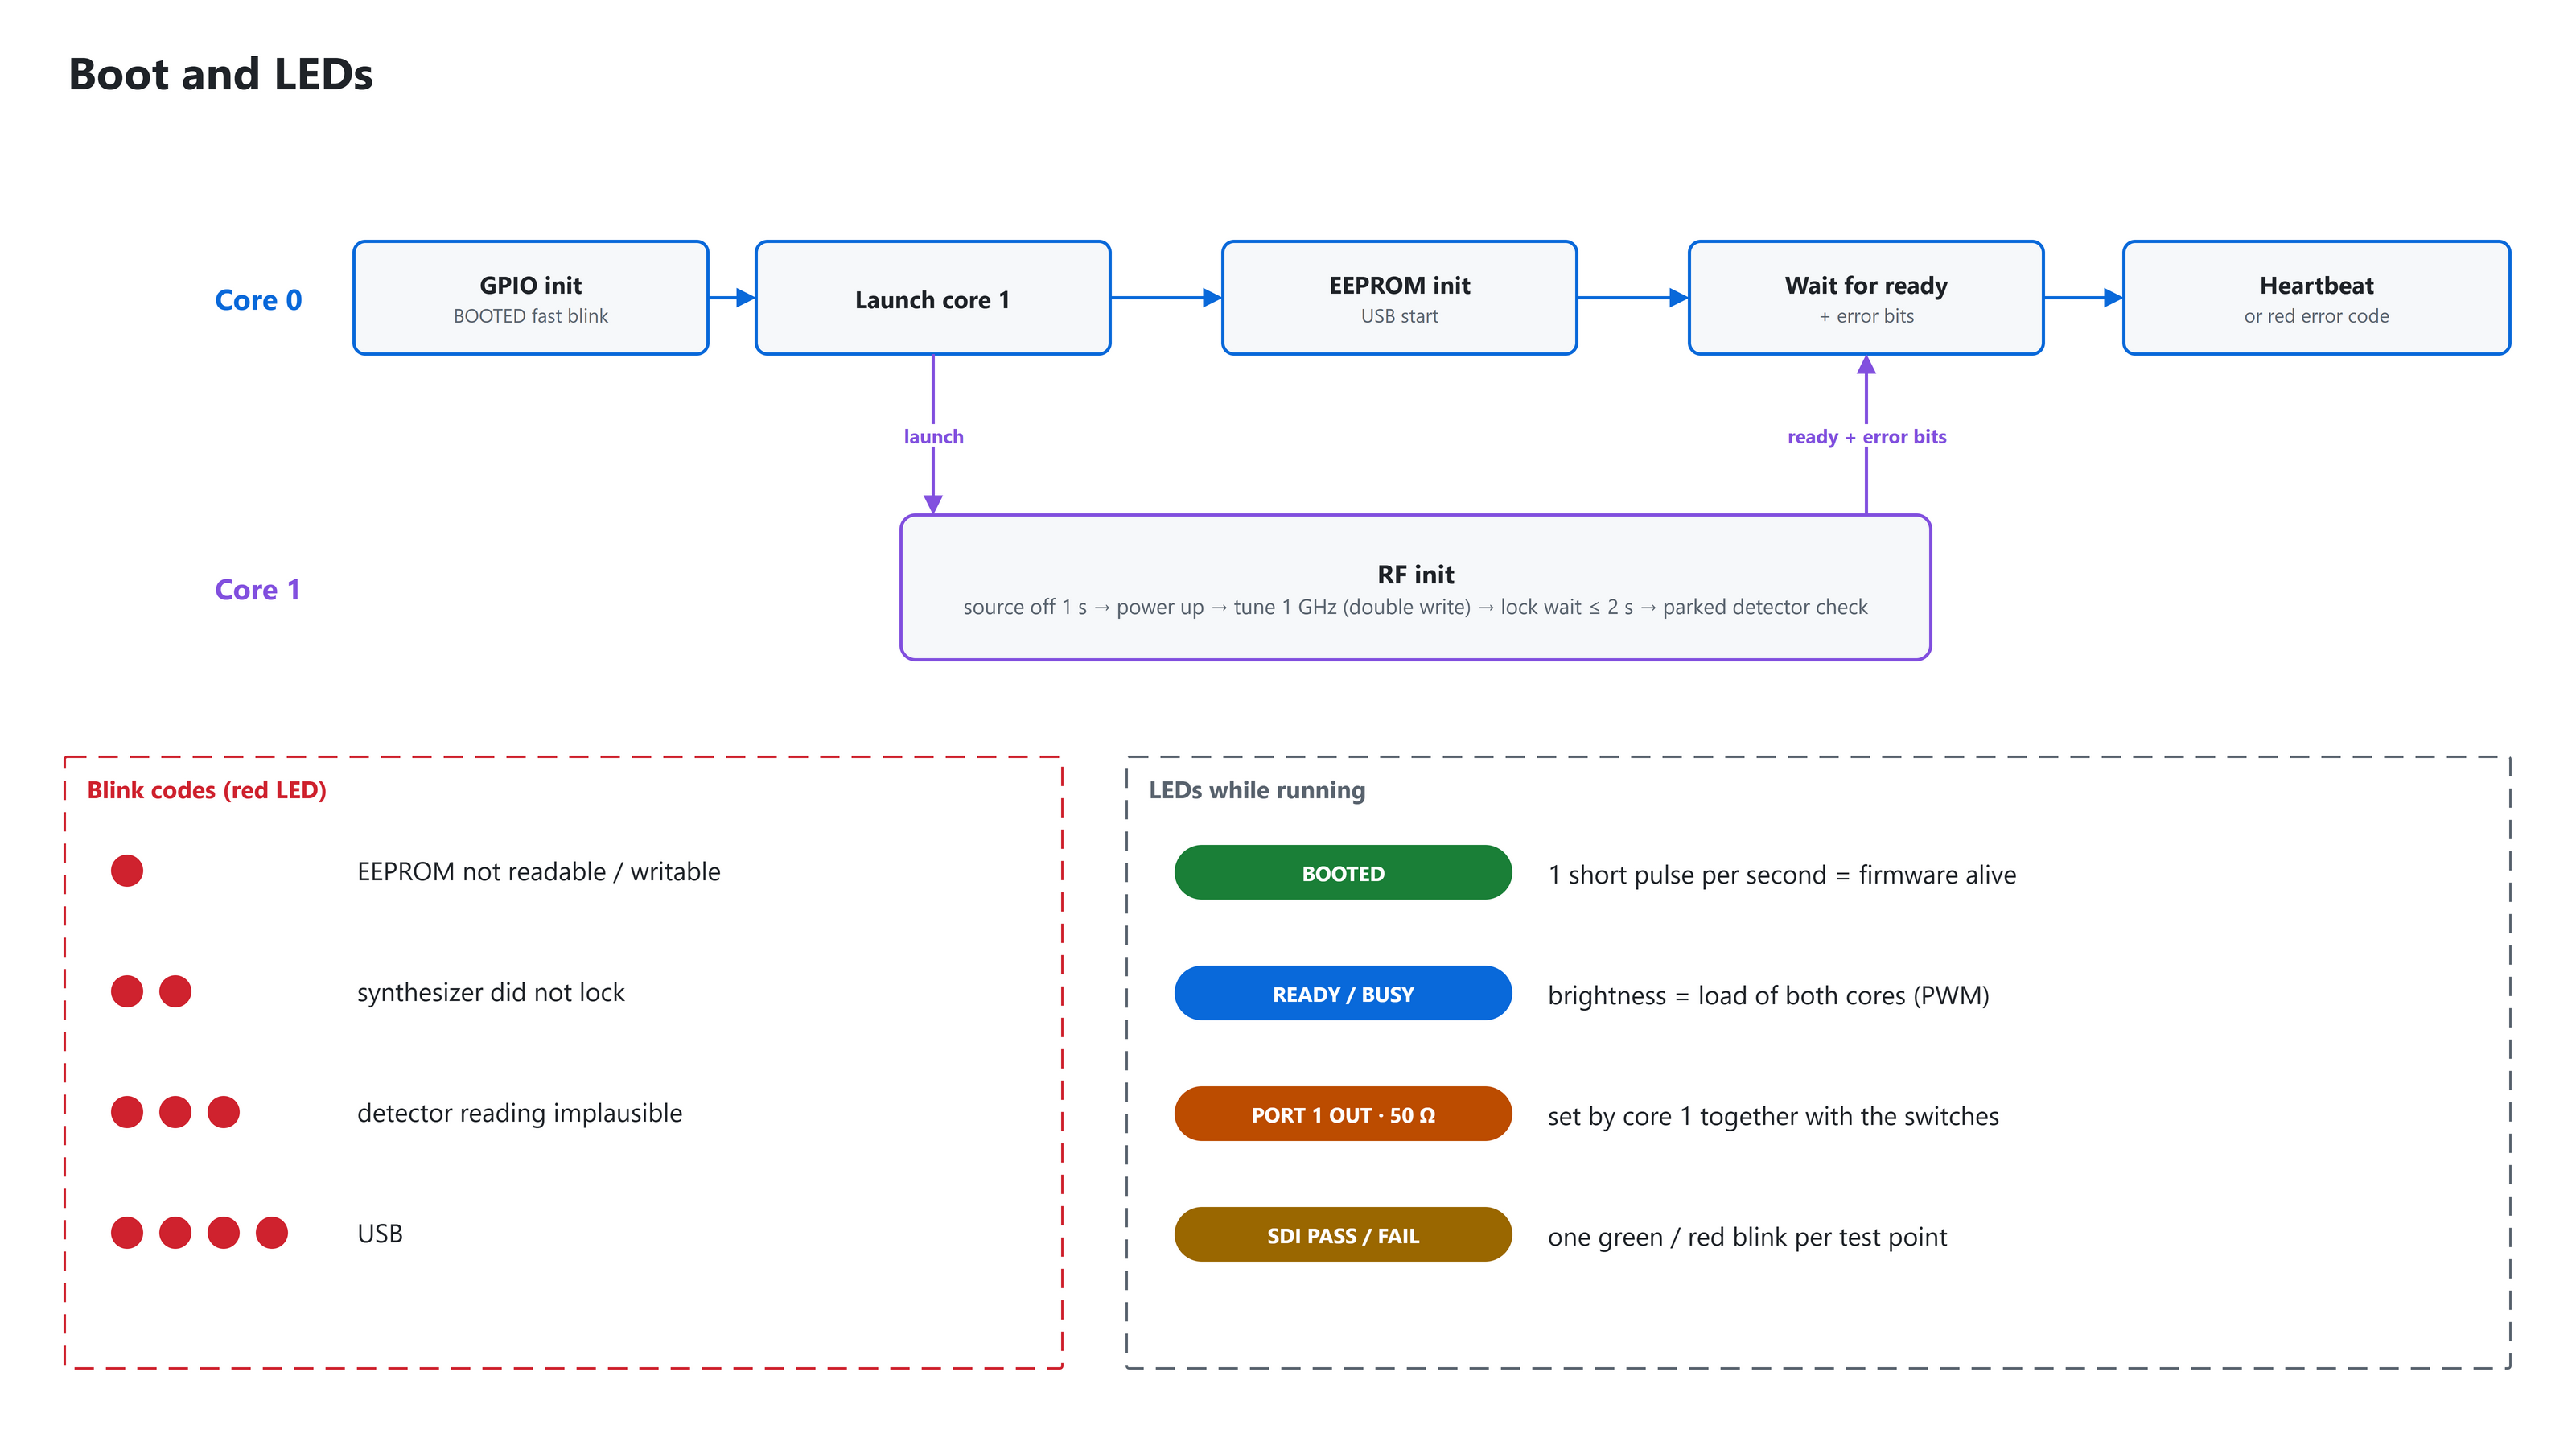 Boot and LEDs
Core 0
GPIO init
BOOTED fast blink
Launch core 1
EEPROM init
USB start
Wait for ready
+ error bits
Heartbeat
or red error code
launch
ready + error bits
Core 1
RF init
source off 1 s → power up → tune 1 GHz (double write) → lock wait ≤ 2 s → parked detector check
Blink codes (red LED)
EEPROM not readable / writable
synthesizer did not lock
detector reading implausible
USB
LEDs while running
BOOTED
1 short pulse per second = firmware alive
READY / BUSY
brightness = load of both cores (PWM)
PORT 1 OUT · 50 Ω
set by core 1 together with the switches
SDI PASS / FAIL
one green / red blink per test point